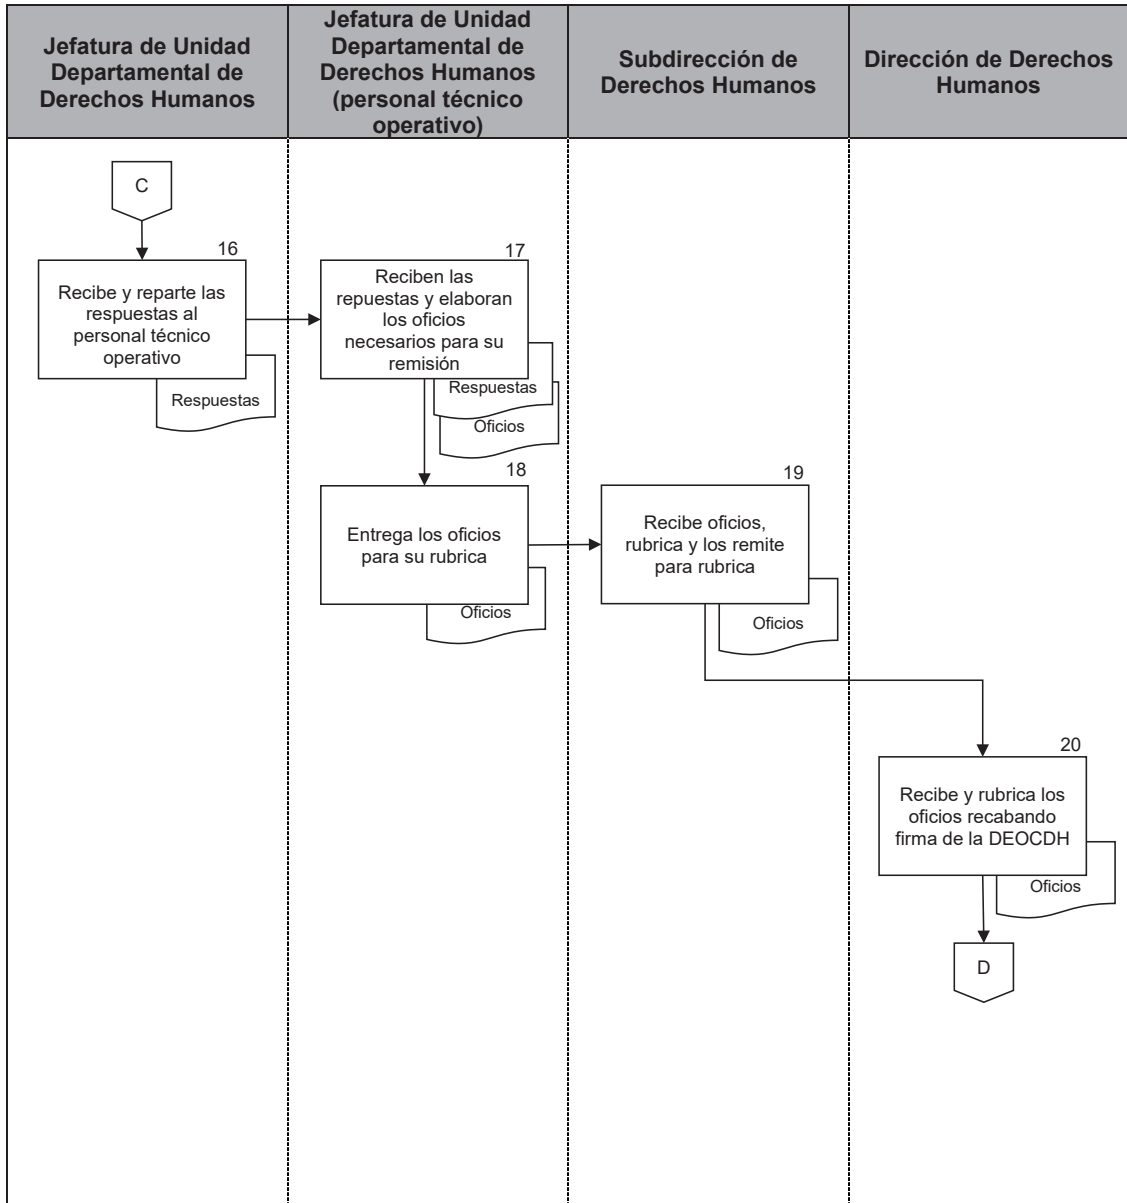 Jefatura de Unidad
Departamental de
Derechos Humanos
Jefatura de Unidad
Departamental de
Derechos Humanos
(personal técnico
operativo)
Subdirección de
Derechos Humanos
Dirección de Derechos
Humanos
C
16
Recibe y reparte las
respuestas al
personal técnico
operativo
Respuestas
17
Reciben las
repuestas y elaboran
los oficios
necesarios para su
remisión
Respuestas
Oficios
18
Entrega los oficios
para su rubrica
Oficios
19
Recibe oficios,
rubrica y los remite
para rubrica
Oficios
20
Recibe y rubrica los
oficios recabando
firma de la DEOCDH
Oficios
D